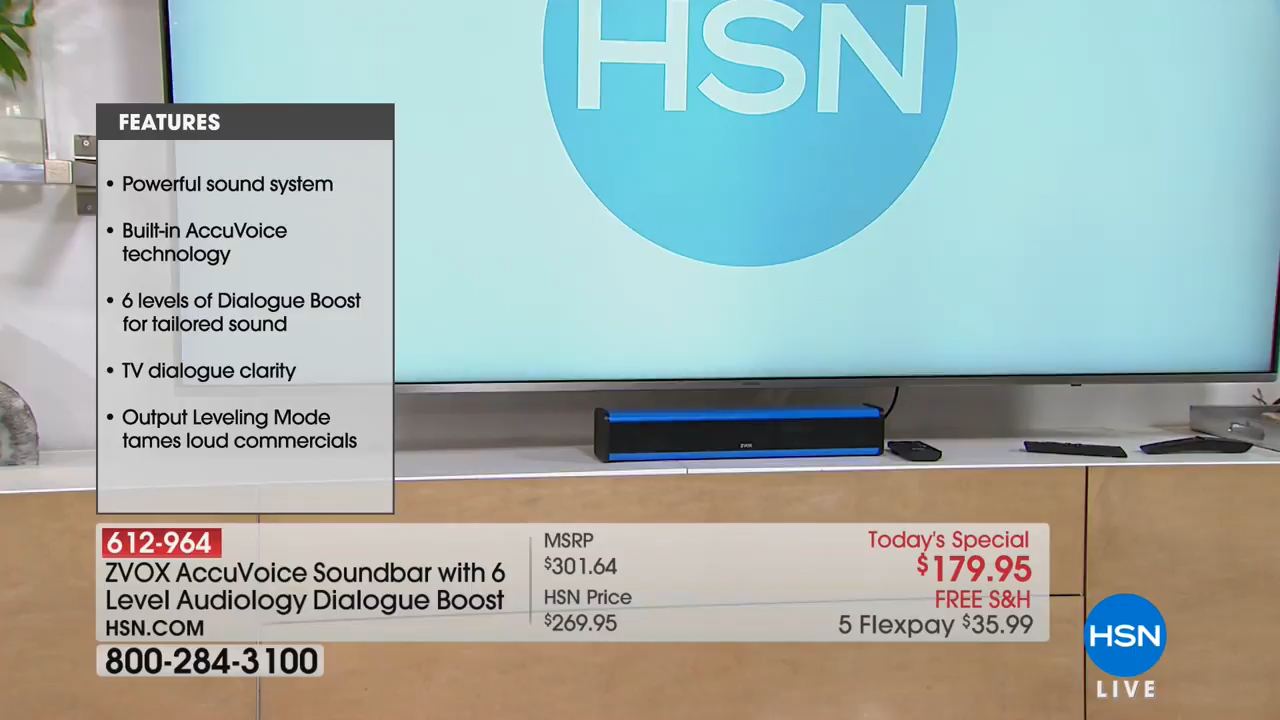 HSN
FEATURES
• Powerful sound system
• Built-in AccuVoice
technology
• 6 levels of Dialogue Boost
for tailored sound
• TV dialogue clarity
• Output Leveling Mode
tames loud commercials
612-964
ZVOX AccuVoice Soundbar with 6
Level Audiology Dialogue Boost
HSN.COM
800-284-3100
MSRP
$301.64
HSN Price
$269.95
Today's Special
$179.95
FREE S&H
5 Flexpay $35.99
HSN
LIVE
ZVOX